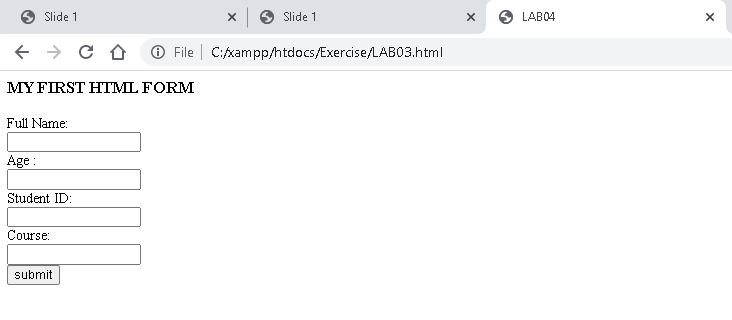 Slide 1
Slide 1
LAB04
File C:/xampp/htdocs/Exercise/LAB03.html
MY FIRST HTML FORM
Full Name:
Age :
Student ID:
Course:
submit